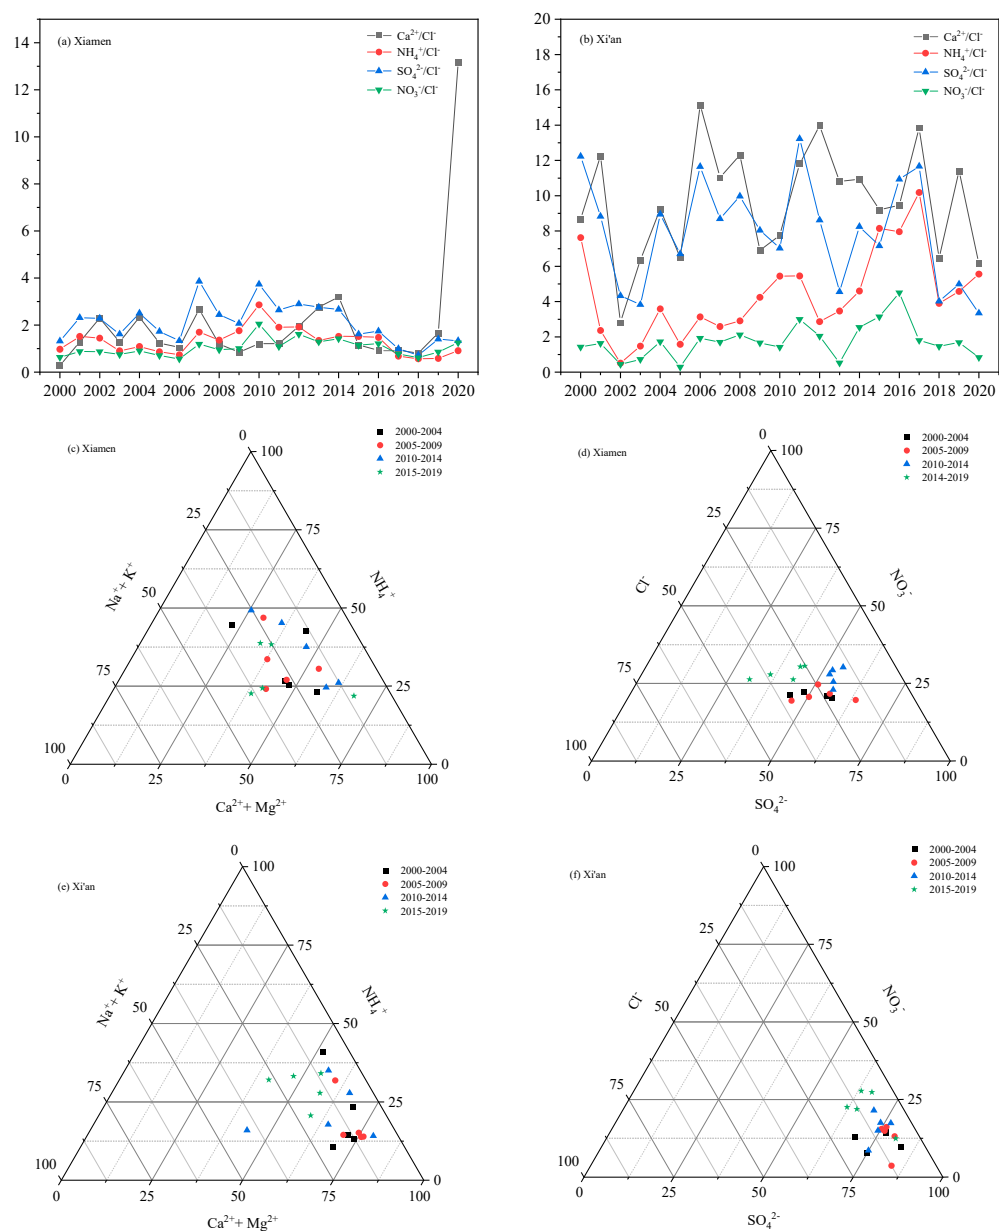 (a) Xiamen
Ca²⁺/Cl⁻
NH₄⁺/Cl⁻
SO₄²⁻/Cl⁻
NO₃⁻/Cl⁻
14
12
10
8
6
4
2
0
2000 2002 2004 2006 2008 2010 2012 2014 2016 2018 2020
(b) Xi'an
Ca²⁺/Cl⁻
NH₄⁺/Cl⁻
SO₄²⁻/Cl⁻
NO₃⁻/Cl⁻
20
18
16
14
12
10
8
6
4
2
0
2000 2002 2004 2006 2008 2010 2012 2014 2016 2018 2020
(c) Xiamen
2000-2004
2005-2009
2010-2014
2015-2019
0
100
25
75
Na⁺+ K⁺
NH₄⁺
50
50
75
25
100
0
0 25 50 75 100
Ca²⁺+ Mg²⁺
(d) Xiamen
2000-2004
2005-2009
2010-2014
2014-2019
0
100
25
75
Cl⁻
NO₃⁻
50
50
75
25
100
0
0 25 50 75 100
SO₄²⁻
(e) Xi'an
2000-2004
2005-2009
2010-2014
2015-2019
0
100
25
75
Na⁺+ K⁺
NH₄⁺
50
50
75
25
100
0
0 25 50 75 100
Ca²⁺+ Mg²⁺
(f) Xi'an
2000-2004
2005-2009
2010-2014
2015-2019
0
100
25
75
Cl⁻
NO₃⁻
50
50
75
25
100
0
0 25 50 75 100
SO₄²⁻